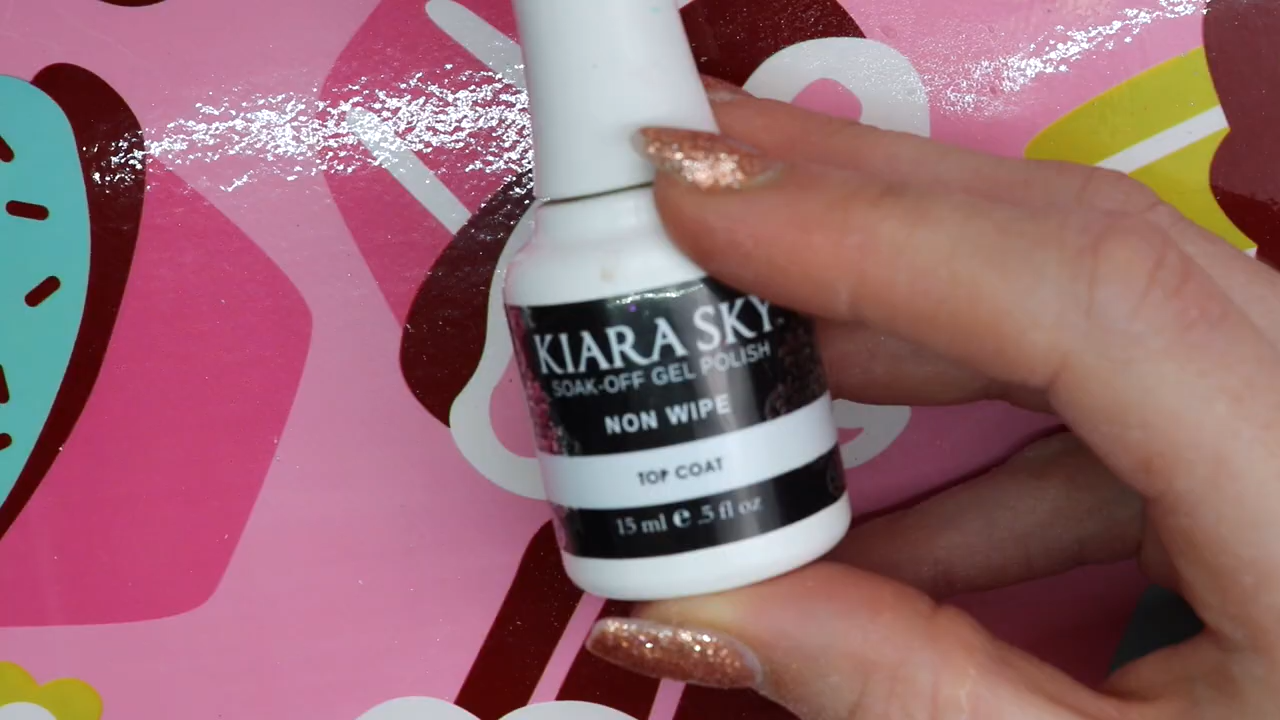 KIARA SKY
SOAK-OFF GEL POLISH
NON WIPE
TOP COAT
15 ml e .5 fl oz